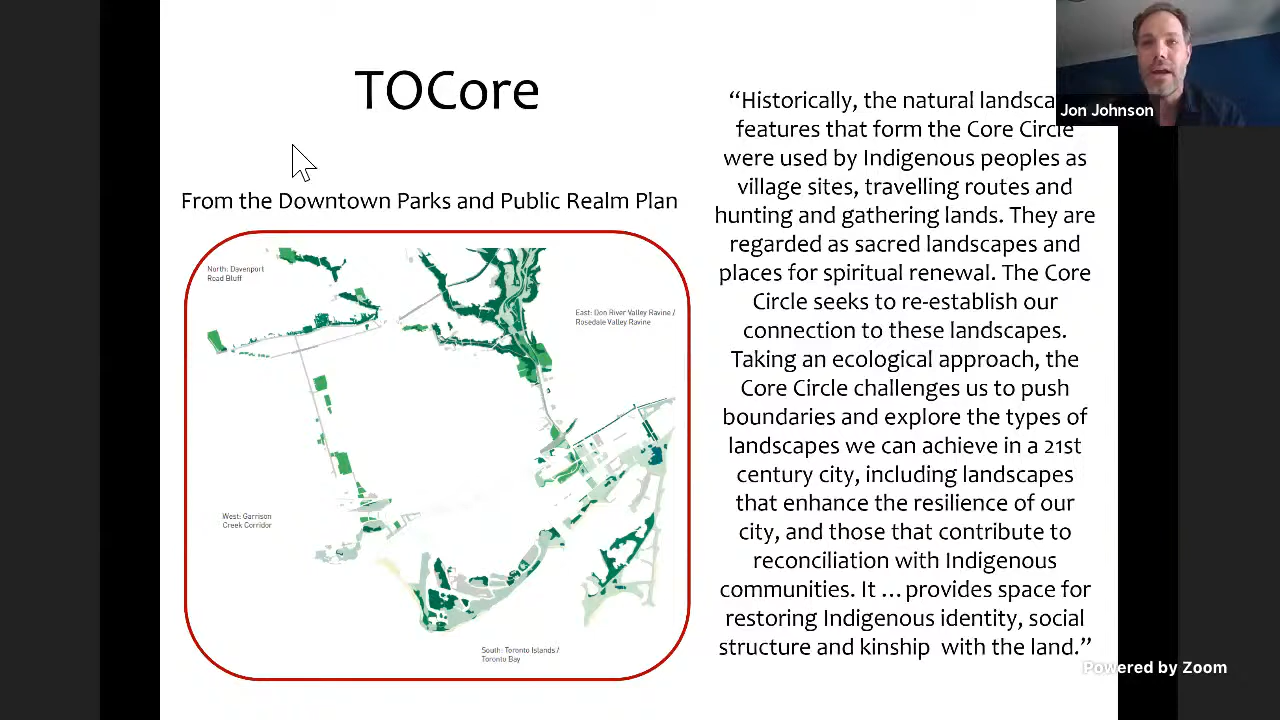 TOCore
From the Downtown Parks and Public Realm Plan
North: Davenport
Road Bluff
East: Don River Valley Ravine /
Rosedale Valley Ravine
West: Garrison
Creek Corridor
South: Toronto Islands /
Toronto Bay
“Historically, the natural landsca
features that form the Core Circle
were used by Indigenous peoples as
village sites, travelling routes and
hunting and gathering lands. They are
regarded as sacred landscapes and
places for spiritual renewal. The Core
Circle seeks to re-establish our
connection to these landscapes.
Taking an ecological approach, the
Core Circle challenges us to push
boundaries and explore the types of
landscapes we can achieve in a 21st
century city, including landscapes
that enhance the resilience of our
city, and those that contribute to
reconciliation with Indigenous
communities. It ... provides space for
restoring Indigenous identity, social
structure and kinship with the land.”
Jon Johnson
Powered by Zoom